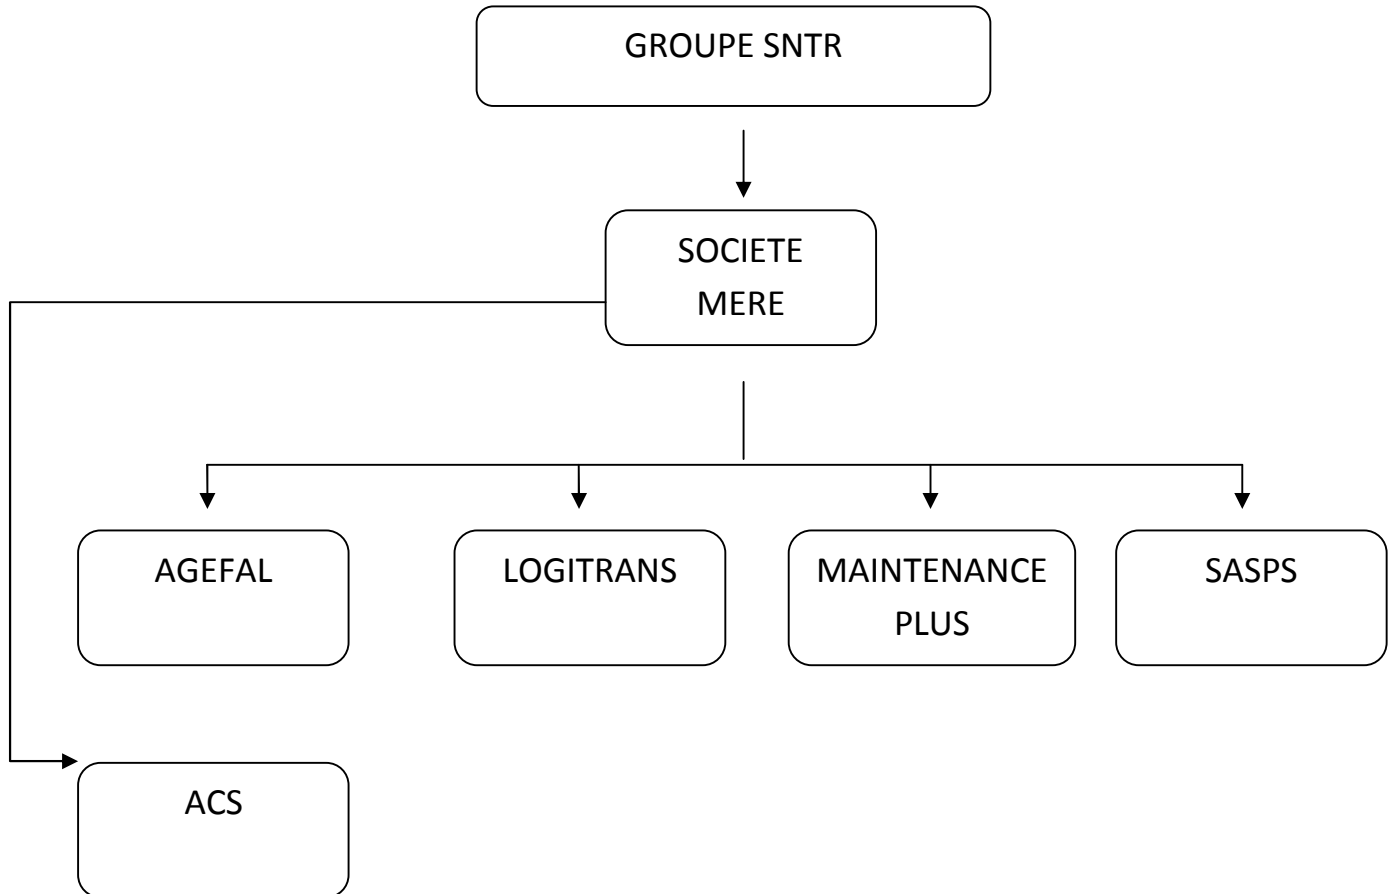 GROUPE SNTR
SOCIETE
MERE
AGEFAL
LOGITRANS
MAINTENANCE
PLUS
SASPS
ACS